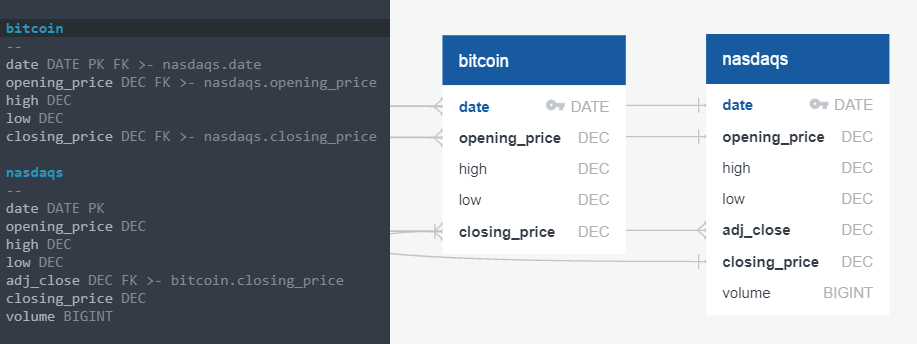 bitcoin
--
date DATE PK FK >- nasdaqs.date
opening_price DEC FK >- nasdaqs.opening_price
high DEC
low DEC
closing_price DEC FK >- nasdaqs.closing_price
nasdaqs
--
date DATE PK
opening_price DEC
high DEC
low DEC
adj_close DEC FK >- bitcoin.closing_price
closing_price DEC
volume BIGINT
bitcoin
date DATE
opening_price DEC
high DEC
low DEC
closing_price DEC
nasdaqs
date DATE
opening_price DEC
high DEC
low DEC
adj_close DEC
closing_price DEC
volume BIGINT